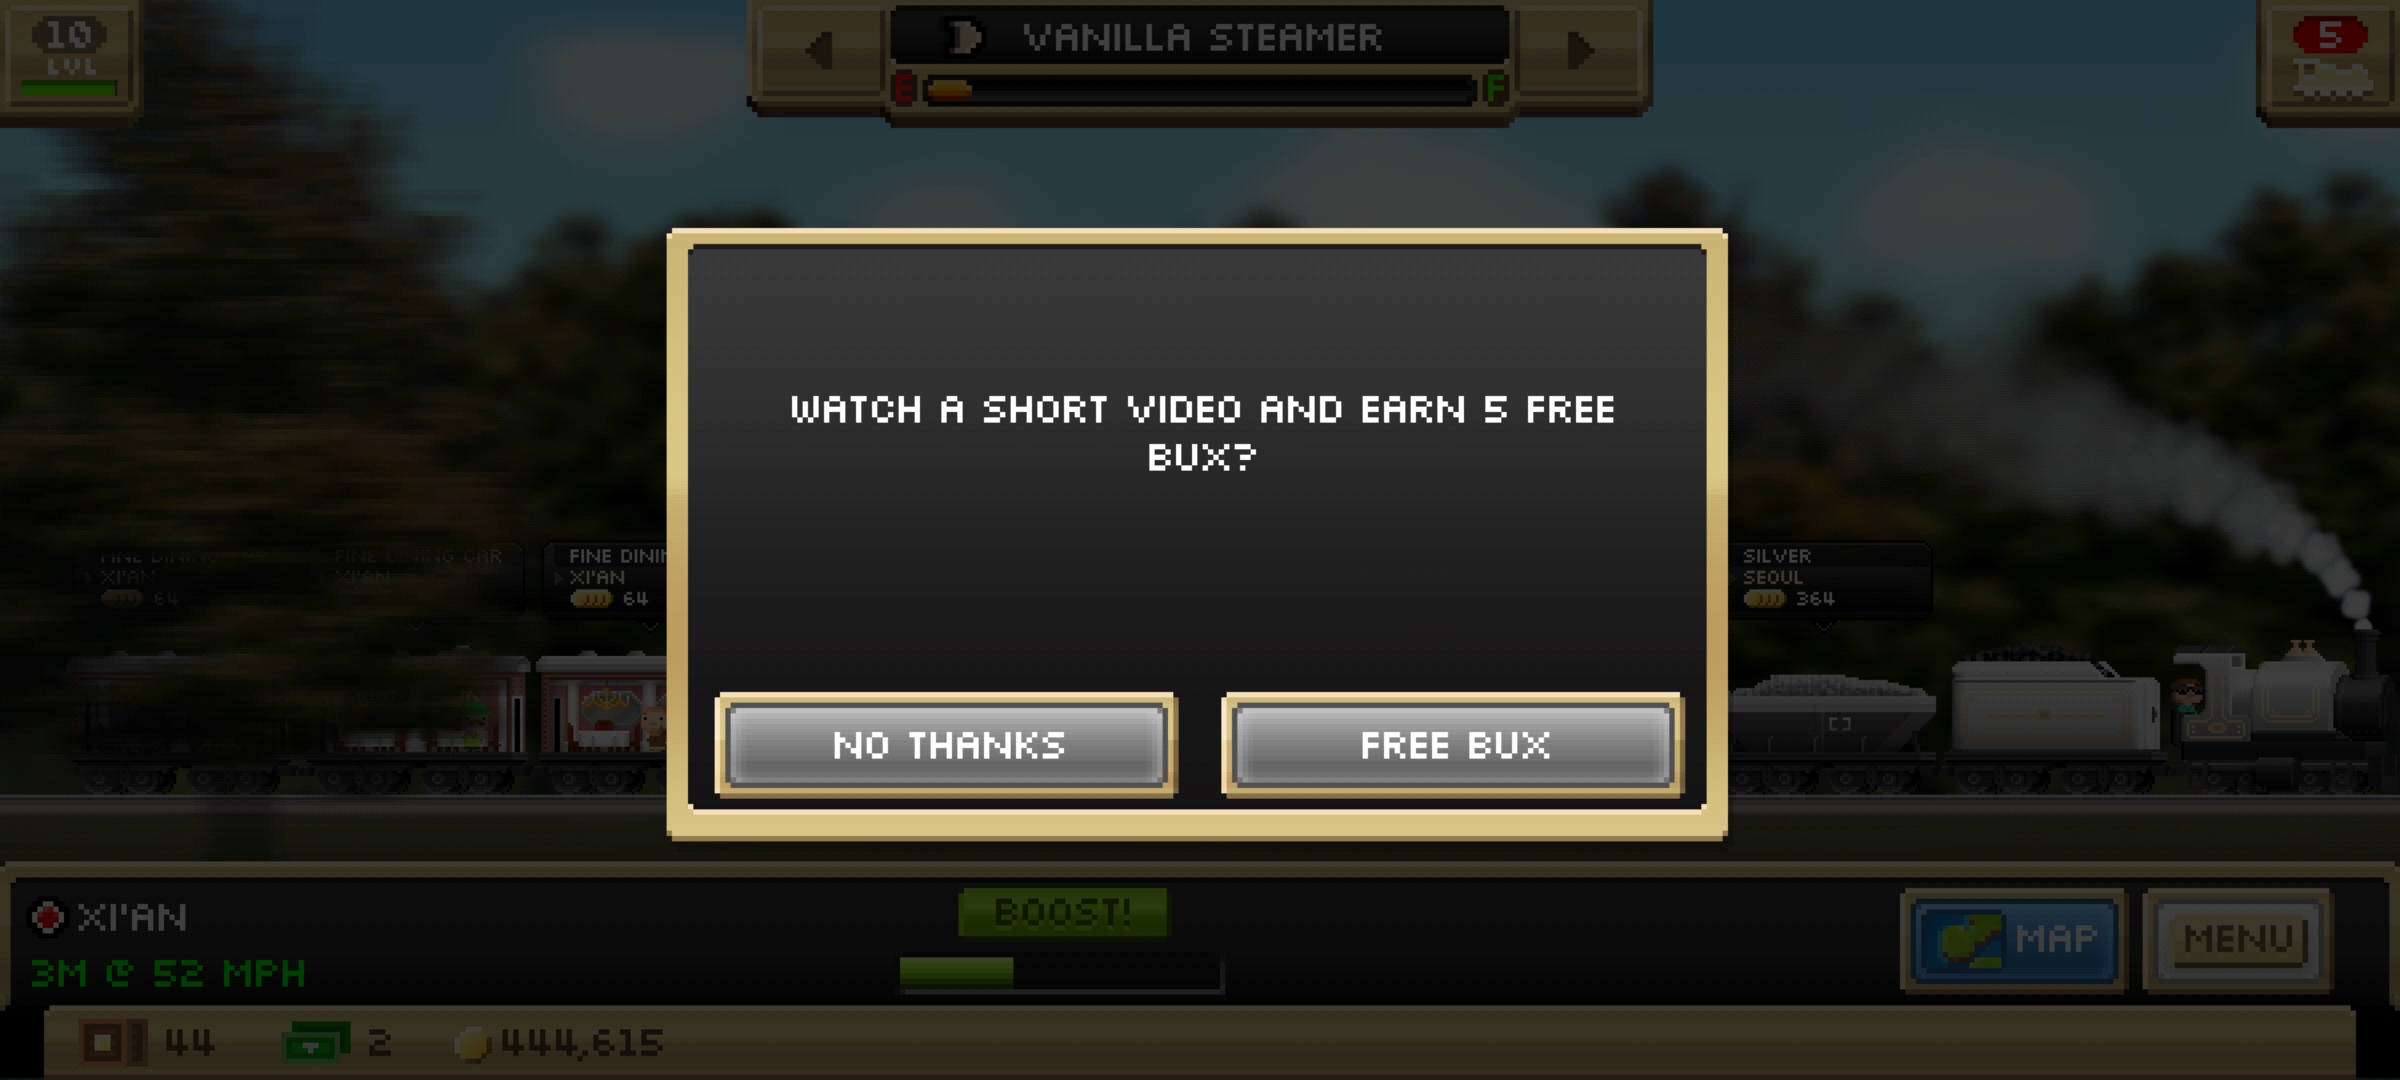 10
LVL
VANILLA STEAMER
E
F
5
WATCH A SHORT VIDEO AND EARN 5 FREE
BUX?
NO THANKS
FREE BUX
FINE DINING
XI'AN
64
FINE DINING CAR
XI'AN
FINE DININ
XI'AN
64
SILVER
SEOUL
364
XI'AN
3M @ 52 MPH
BOOST!
MAP
MENU
44
2
444,615